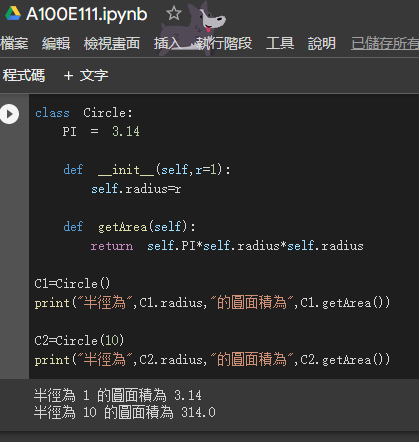 A100E111.ipynb
檔案 編輯 檢視畫面 插入 執行階段 工具 說明 已儲存所有
程式碼 + 文字
class Circle:
    PI = 3.14
    def __init__(self,r=1):
        self.radius=r
    def getArea(self):
        return self.PI*self.radius*self.radius
C1=Circle()
print("半徑為",C1.radius,"的圓面積為",C1.getArea())
C2=Circle(10)
print("半徑為",C2.radius,"的圓面積為",C2.getArea())
半徑為 1 的圓面積為 3.14
半徑為 10 的圓面積為 314.0